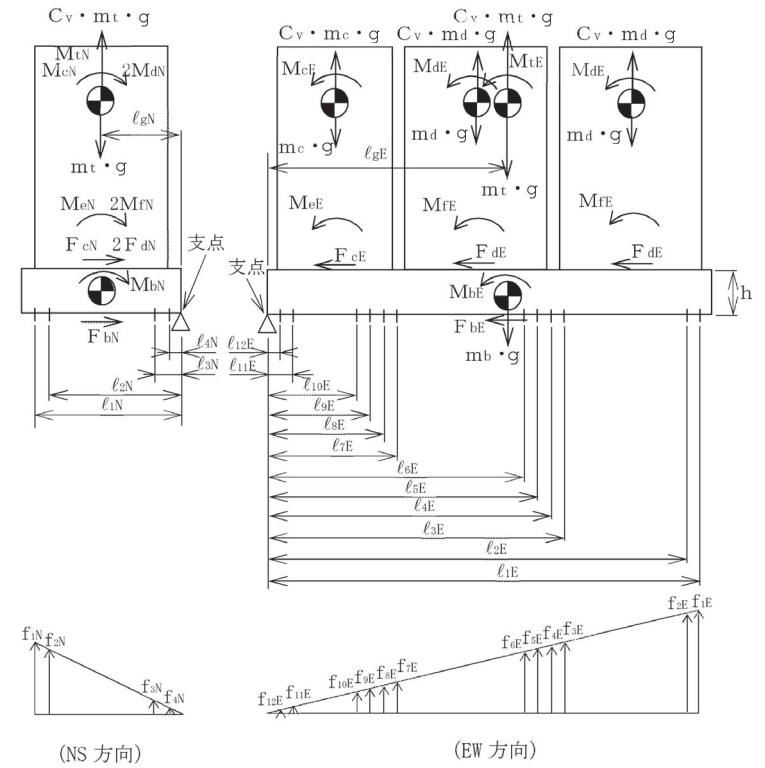 Cv・mt・g
MtN
McN 2MdN
ℓgN
mt・g
MeN 2MfN
FcN 2FdN
MbN
支点
FbN
ℓ4N
ℓ3N
ℓ2N
ℓ1N
Cv・mt・g
Cv・mc・g Cv・md・g Cv・md・g
McE MdE MtE MdE
mc・g md・g md・g
ℓgE
mt・g
MeE MfE MfE
FcE FdE FdE
支点
MbE
h
FbE
mb・g
ℓ12E
ℓ11E
ℓ10E
ℓ9E
ℓ8E
ℓ7E
ℓ6E
ℓ5E
ℓ4E
ℓ3E
ℓ2E
ℓ1E
f1N f2N
f3N f4N
(NS 方向)
f12E f11E f10E f9E f8E f7E f6E f5E f4E f3E f2E f1E
(EW 方向)